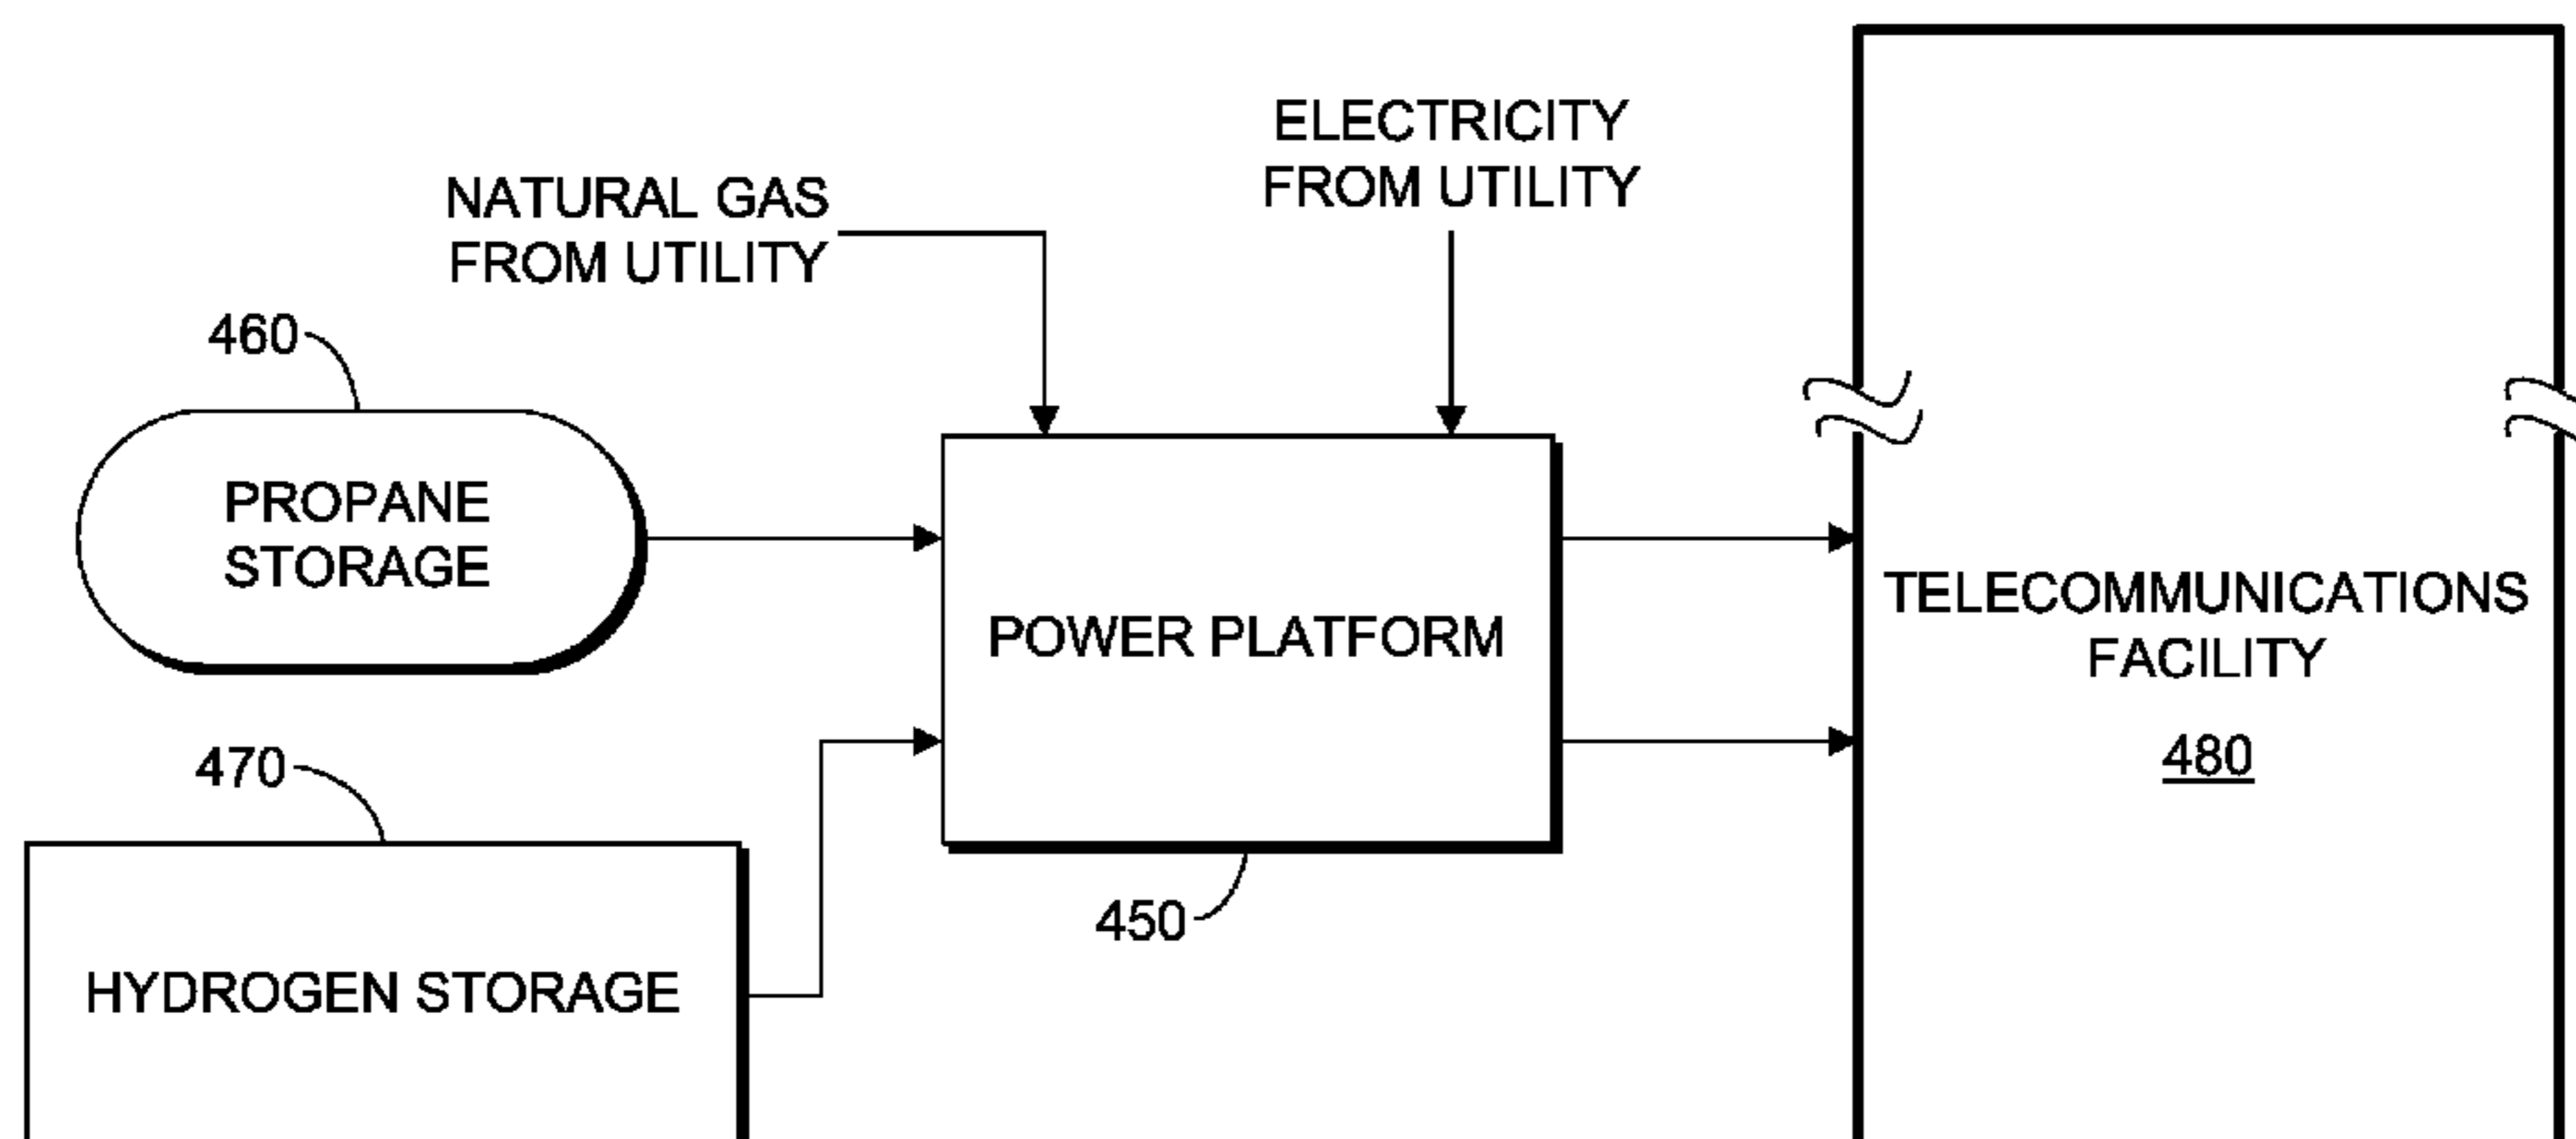 ELECTRICITY
FROM UTILITY
NATURAL GAS
FROM UTILITY
460
PROPANE
STORAGE
POWER PLATFORM
TELECOMMUNICATIONS
FACILITY
480
470
450
HYDROGEN STORAGE